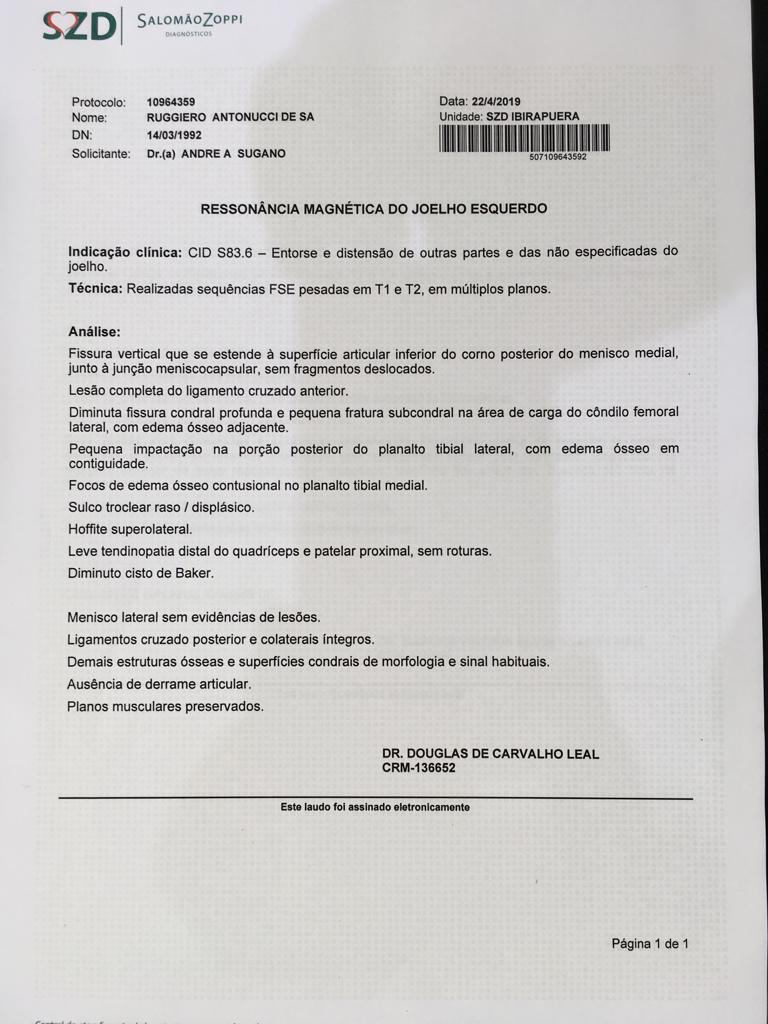 SZD SALOMÃOZOPPI
DIAGNÓSTICOS
Protocolo: 10964359
Nome: RUGGIERO ANTONUCCI DE SA
DN: 14/03/1992
Solicitante: Dr.(a) ANDRE A SUGANO
Data: 22/4/2019
Unidade: SZD IBIRAPUERA
507109643592
RESSONÂNCIA MAGNÉTICA DO JOELHO ESQUERDO
Indicação clínica: CID S83.6 – Entorse e distensão de outras partes e das não especificadas do
joelho.
Técnica: Realizadas sequências FSE pesadas em T1 e T2, em múltiplos planos.
Análise:
Fissura vertical que se estende à superfície articular inferior do corno posterior do menisco medial,
junto à junção meniscocapsular, sem fragmentos deslocados.
Lesão completa do ligamento cruzado anterior.
Diminuta fissura condral profunda e pequena fratura subcondral na área de carga do côndilo femoral
lateral, com edema ósseo adjacente.
Pequena impactação na porção posterior do planalto tibial lateral, com edema ósseo em
contiguidade.
Focos de edema ósseo contusional no planalto tibial medial.
Sulco troclear raso / displásico.
Hoffite superolateral.
Leve tendinopatia distal do quadríceps e patelar proximal, sem roturas.
Diminuto cisto de Baker.
Menisco lateral sem evidências de lesões.
Ligamentos cruzado posterior e colaterais íntegros.
Demais estruturas ósseas e superfícies condrais de morfologia e sinal habituais.
Ausência de derrame articular.
Planos musculares preservados.
DR. DOUGLAS DE CARVALHO LEAL
CRM-136652
Este laudo foi assinado eletronicamente
Página 1 de 1